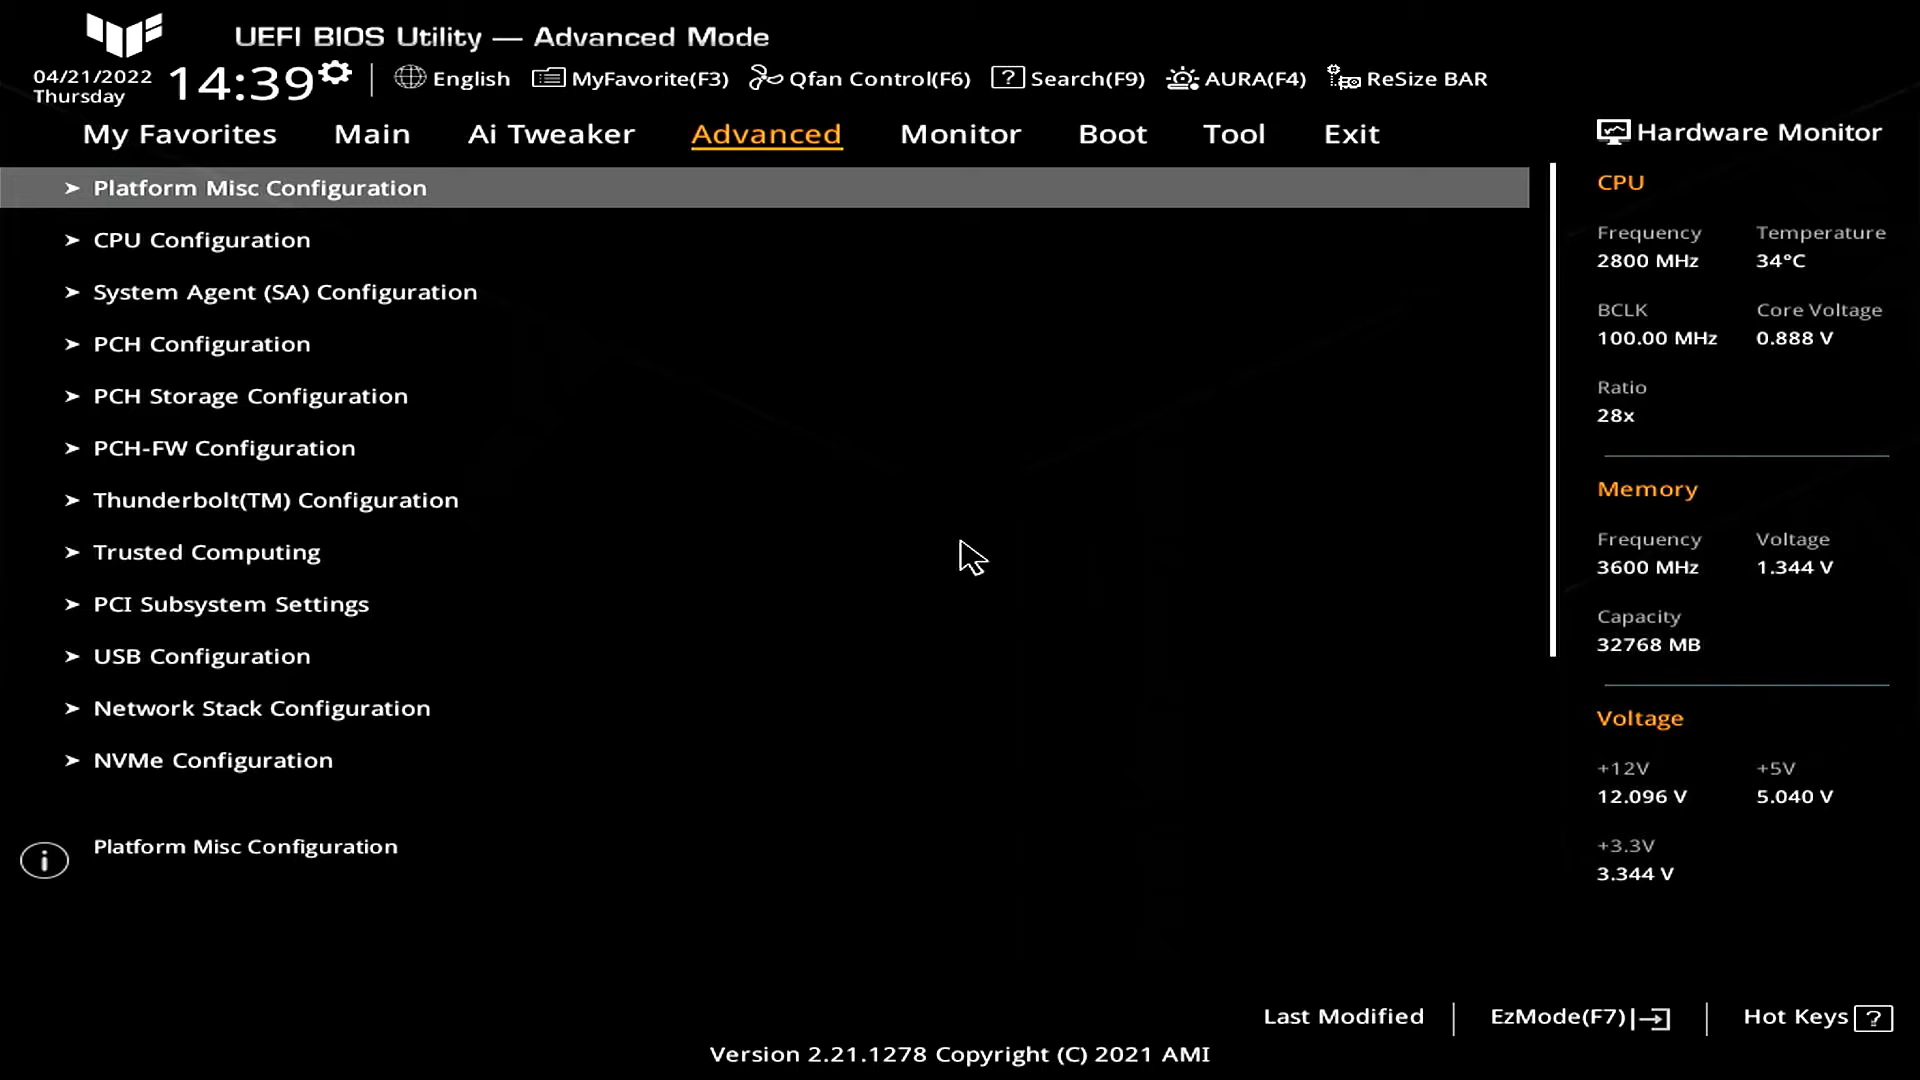 UEFI BIOS Utility — Advanced Mode
04/21/2022
Thursday
14:39
English
MyFavorite(F3)
Qfan Control(F6)
? Search(F9)
AURA(F4)
ReSize BAR
My Favorites
Main
Ai Tweaker
Advanced
Monitor
Boot
Tool
Exit
Platform Misc Configuration
CPU Configuration
System Agent (SA) Configuration
PCH Configuration
PCH Storage Configuration
PCH-FW Configuration
Thunderbolt(TM) Configuration
Trusted Computing
PCI Subsystem Settings
USB Configuration
Network Stack Configuration
NVMe Configuration
i Platform Misc Configuration
Hardware Monitor
CPU
Frequency Temperature
2800 MHz 34°C
BCLK Core Voltage
100.00 MHz 0.888 V
Ratio
28x
Memory
Frequency Voltage
3600 MHz 1.344 V
Capacity
32768 MB
Voltage
+12V +5V
12.096 V 5.040 V
+3.3V
3.344 V
Last Modified
EzMode(F7)
Hot Keys ?
Version 2.21.1278 Copyright (C) 2021 AMI